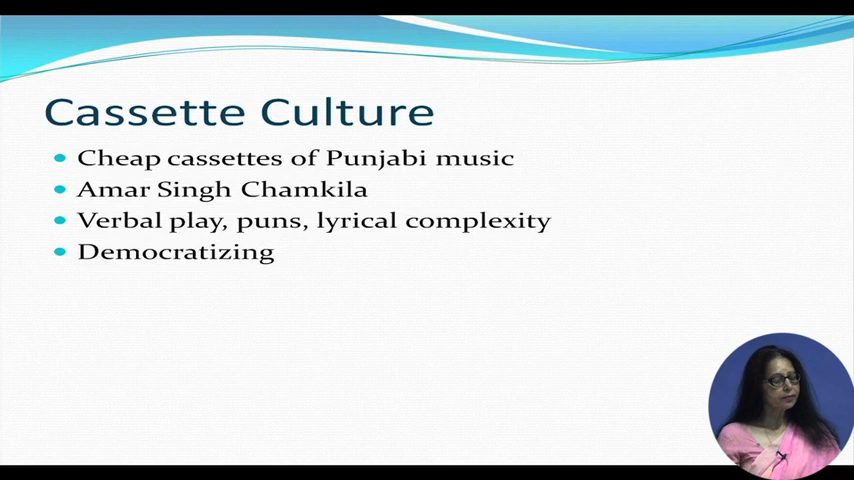 Cassette Culture
Cheap cassettes of Punjabi music
Amar Singh Chamkila
Verbal play, puns, lyrical complexity
Democratizing